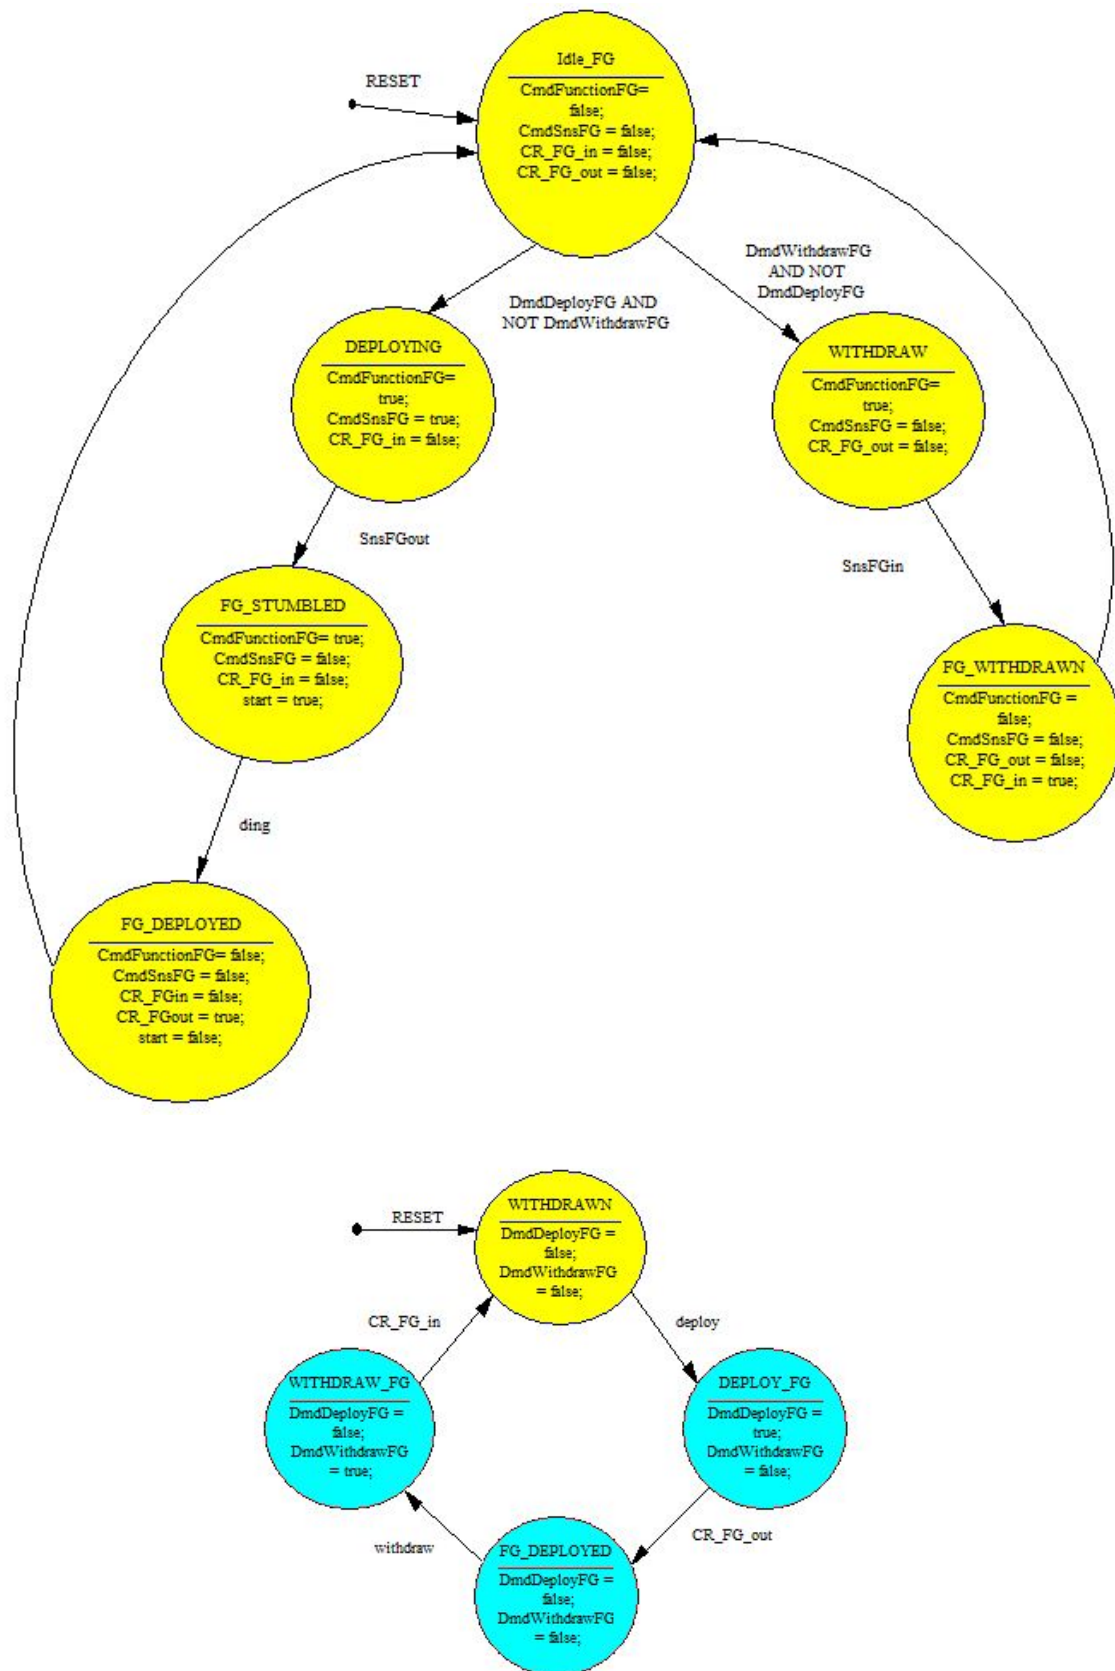 Idle_FG
RESET
CmdFunctionFG=
false;
CmdSnsFG = false;
CR_FG_in = false;
CR_FG_out = false;
DmdWithdrawFG
AND NOT
DmdDeployFG
DmdDeployFG AND
NOT DmdWithdrawFG
DEPLOYING
CmdFunctionFG=
true;
CmdSnsFG = true;
CR_FG_in = false;
WITHDRAW
CmdFunctionFG=
true;
CmdSnsFG = false;
CR_FG_out = false;
SnsFGout
SnsFGin
FG_STUMBLED
CmdFunctionFG= true;
CmdSnsFG = false;
CR_FG_in = false;
start = true;
FG_WITHDRAWN
CmdFunctionFG =
false;
CmdSnsFG = false;
CR_FG_out = false;
CR_FG_in = true;
ding
FG_DEPLOYED
CmdFunctionFG= false;
CmdSnsFG = false;
CR_FGin = false;
CR_FGout = true;
start = false;
WITHDRAWN
RESET
DmdDeployFG =
false;
DmdWithdrawFG
= false;
CR_FG_in
deploy
WITHDRAW_FG
DmdDeployFG =
false;
DmdWithdrawFG
= true;
DEPLOY_FG
DmdDeployFG =
true;
DmdWithdrawFG
= false;
withdraw
CR_FG_out
FG_DEPLOYED
DmdDeployFG =
false;
DmdWithdrawFG
= false;